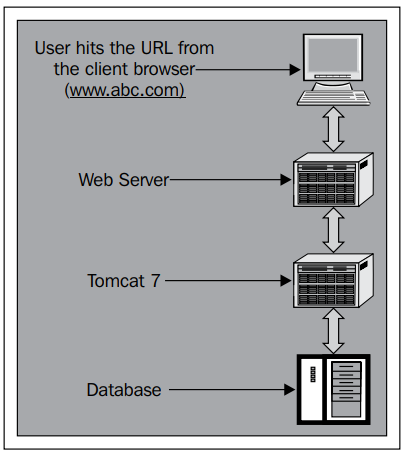 User hits the URL from
the client browser
(www.abc.com)
Web Server
Tomcat 7
Database